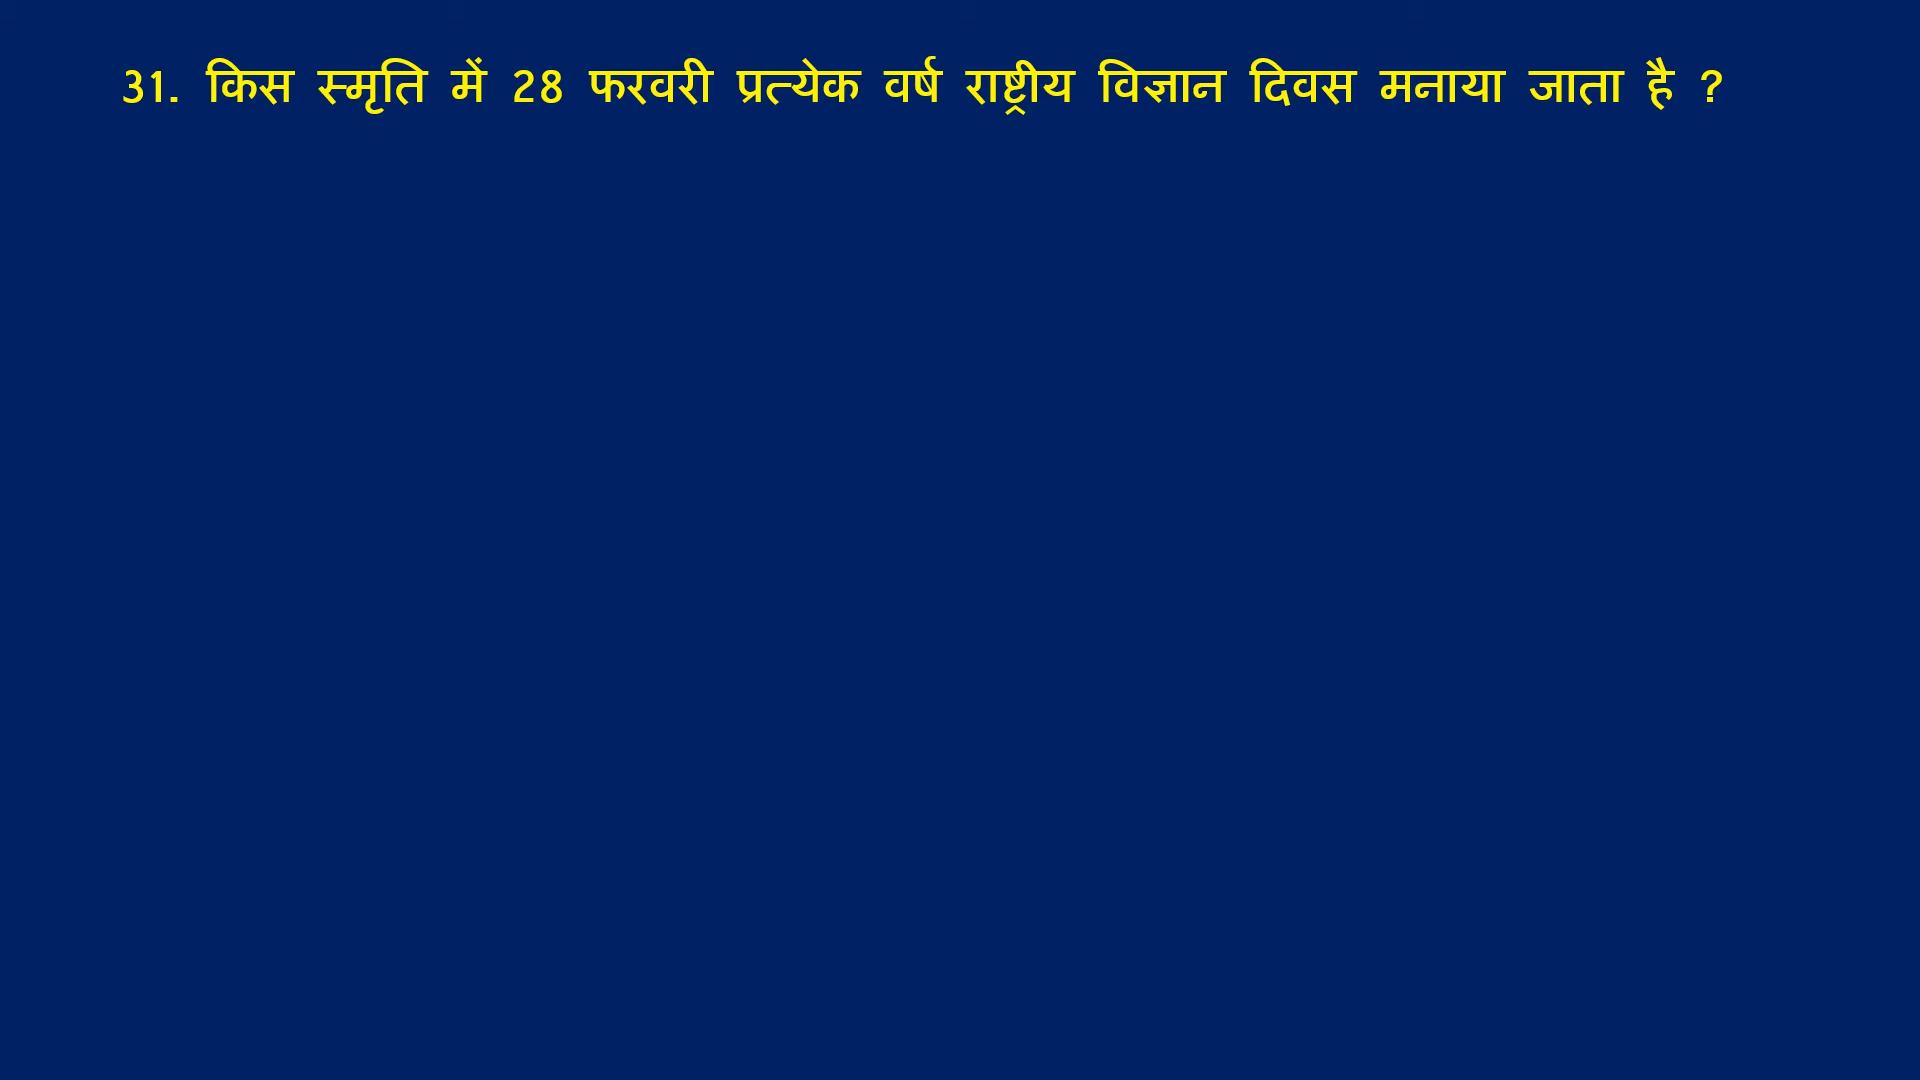 31. किस स्मृति में 28 फरवरी प्रत्येक वर्ष राष्ट्रीय विज्ञान दिवस मनाया जाता है ?